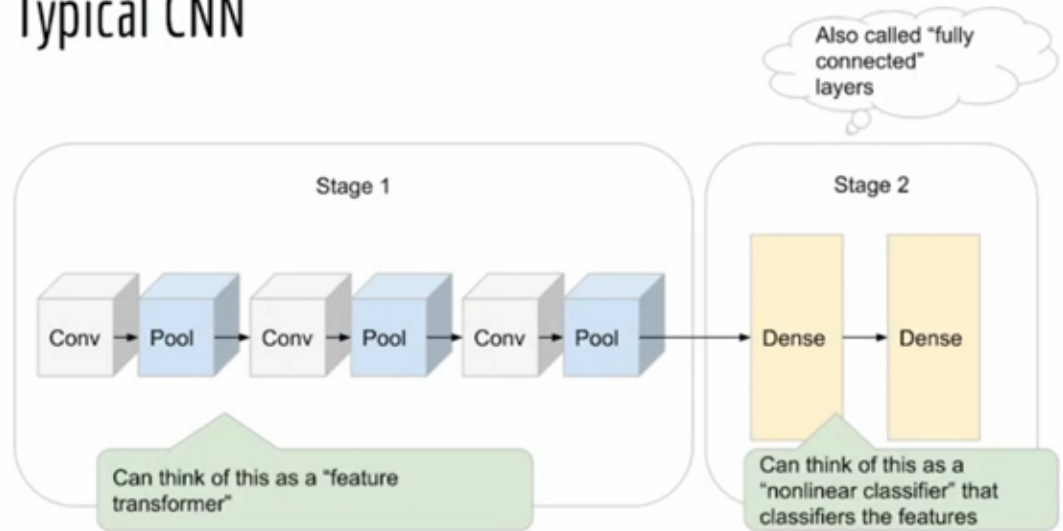 Typical CNN
Also called “fully
connected”
layers
Stage 1
Stage 2
Conv
Pool
Conv
Pool
Conv
Pool
Dense
Dense
Can think of this as a “feature
transformer”
Can think of this as a
“nonlinear classifier” that
classifiers the features